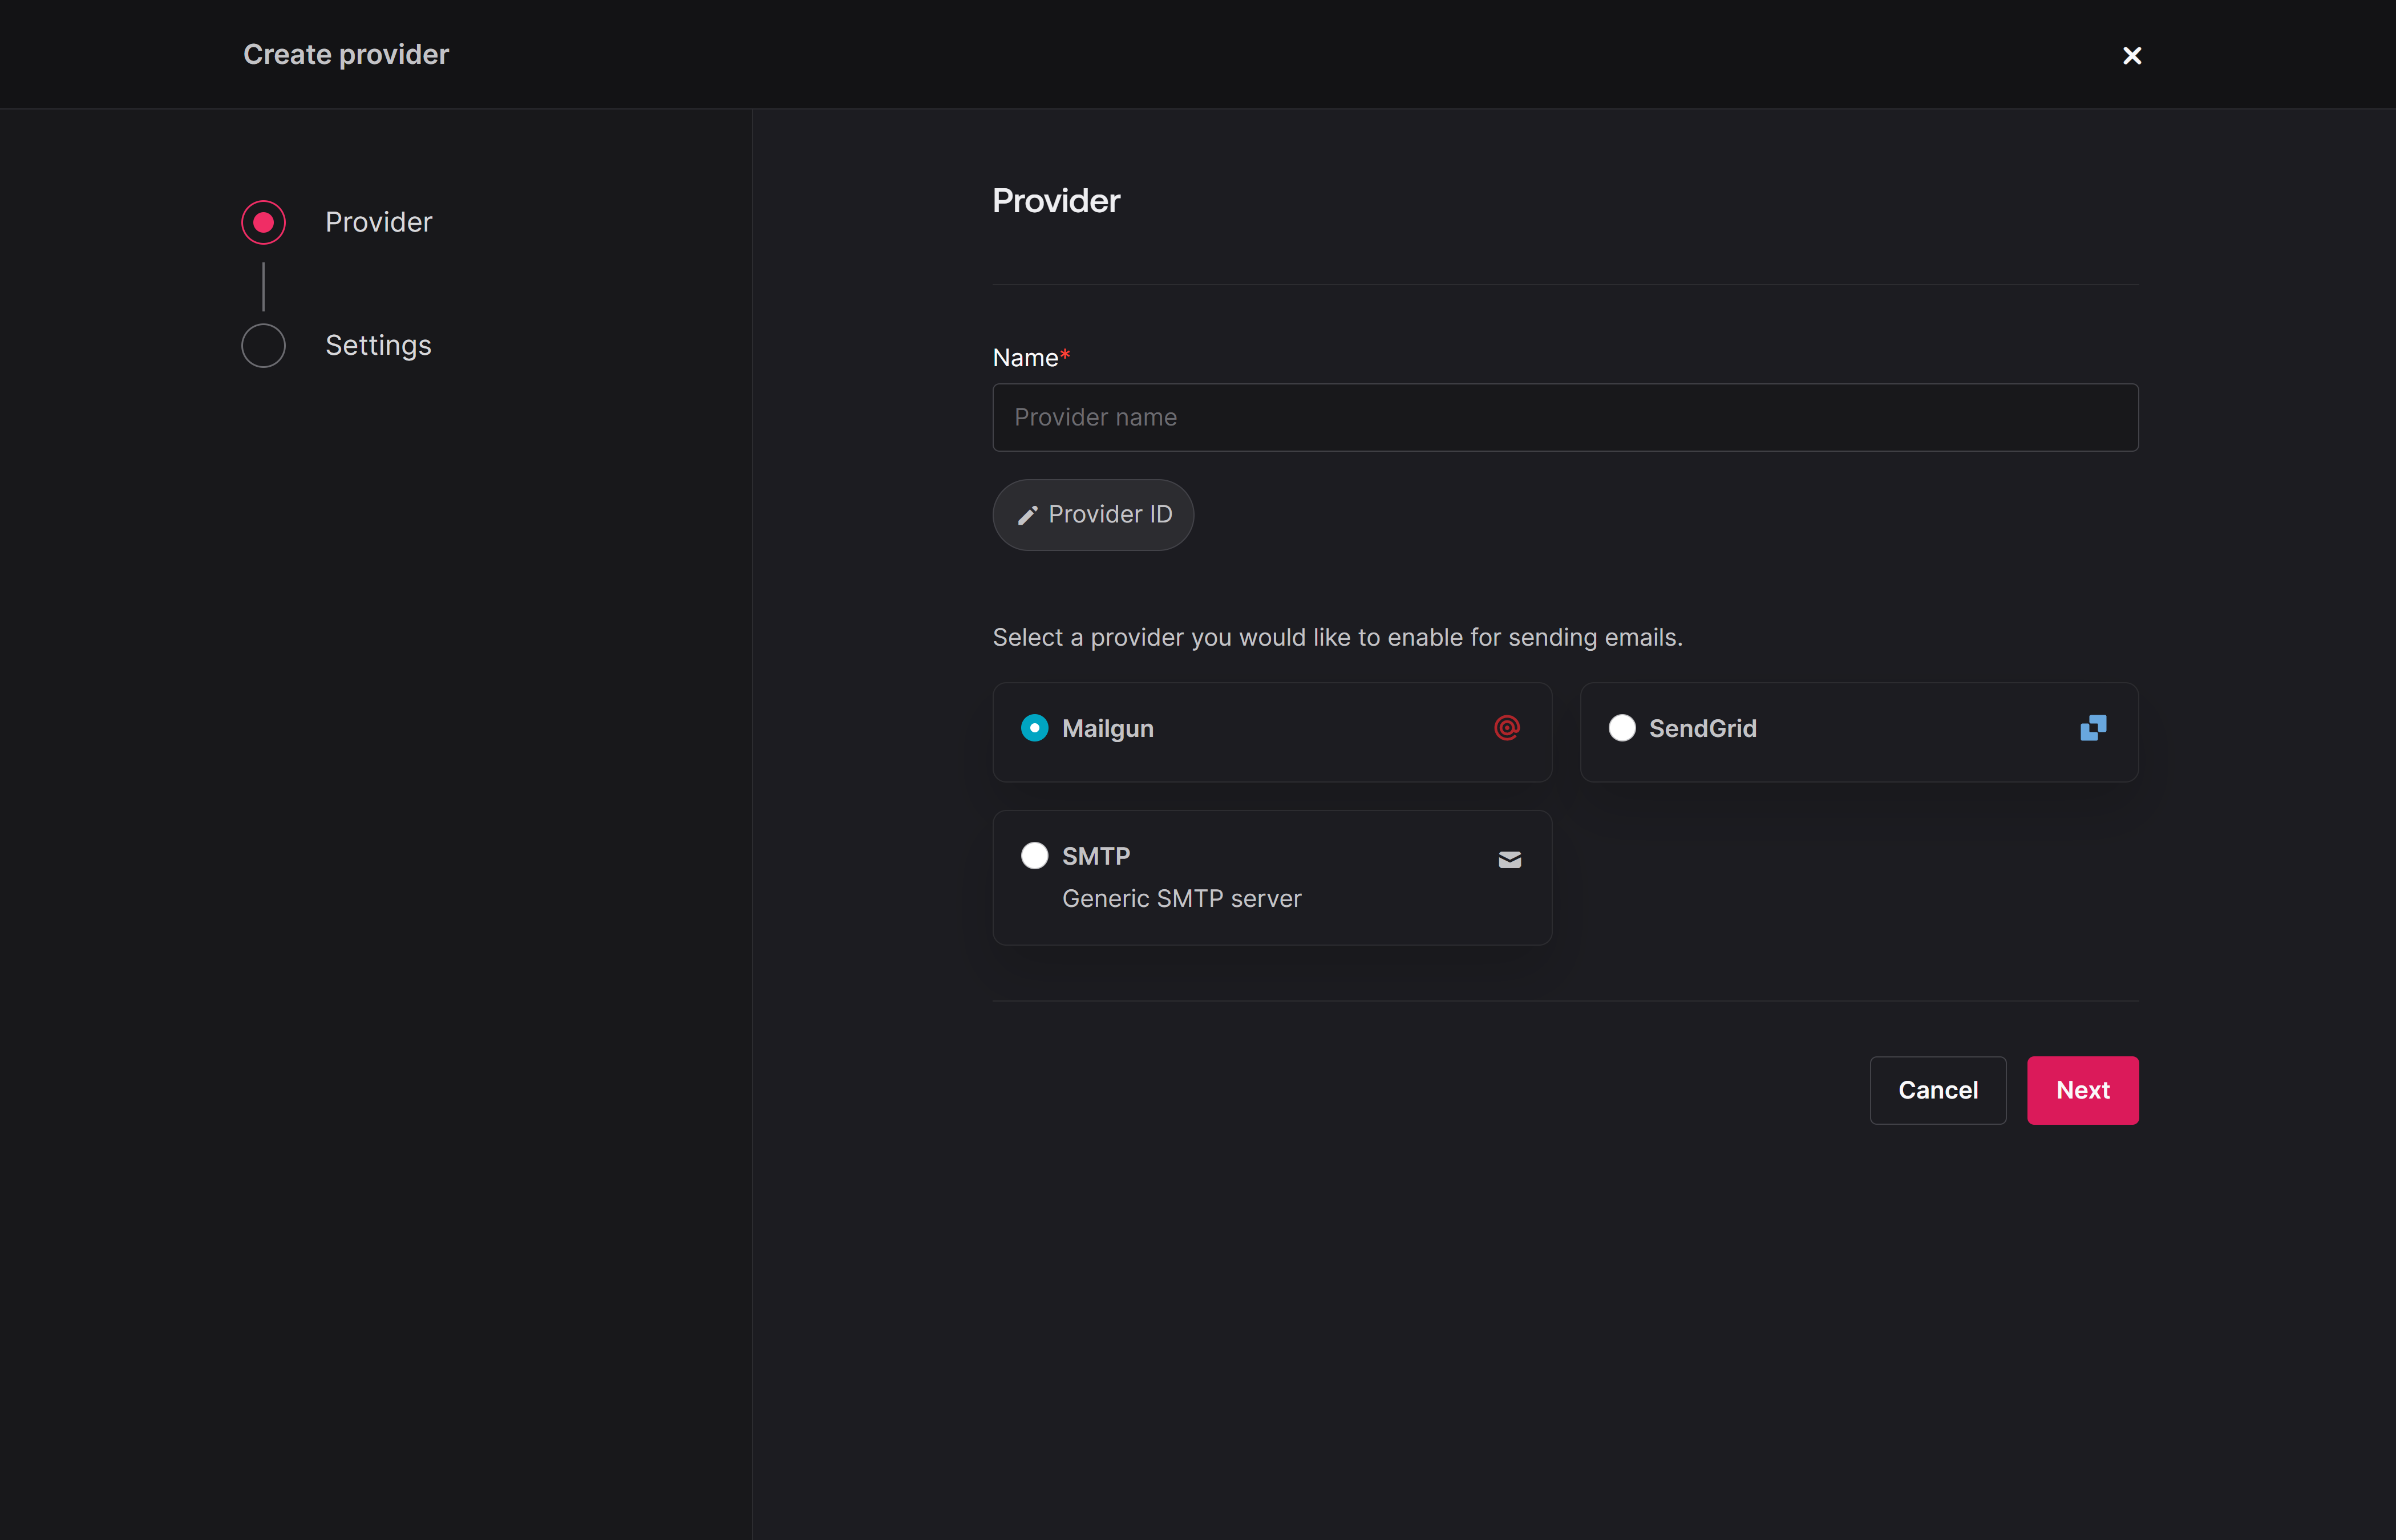 Create provider
Provider
Settings
Provider
Name*
Provider name
Provider ID
Select a provider you would like to enable for sending emails.
Mailgun
SendGrid
SMTP
Generic SMTP server
Cancel
Next